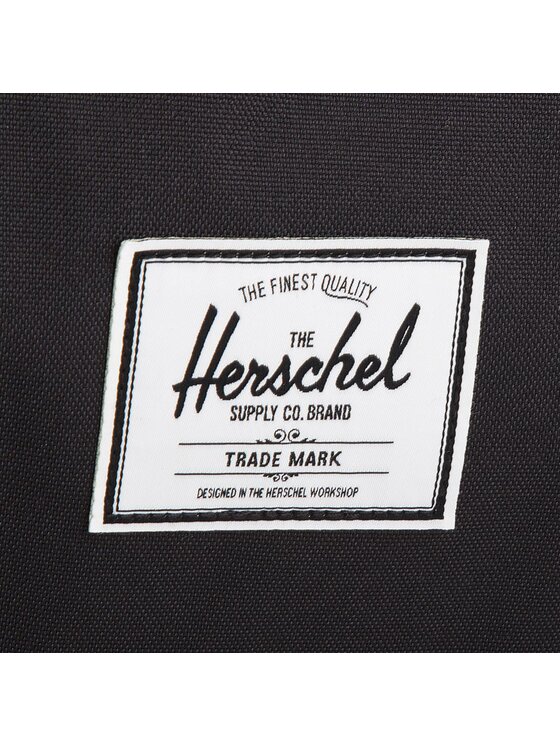 THE FINEST QUALITY
THE
Herschel
SUPPLY CO. BRAND
TRADE MARK
DESIGNED IN THE HERSCHEL WORKSHOP